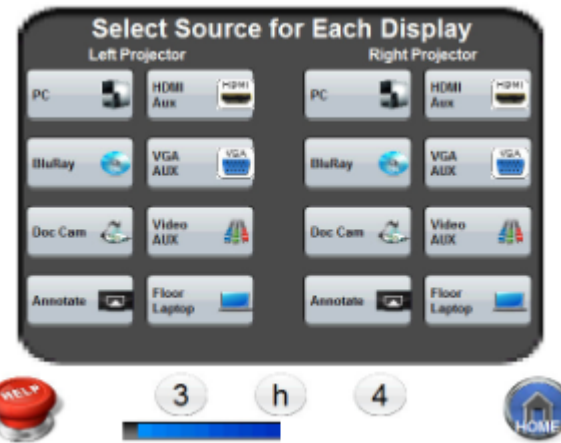 Select Source for Each Display
Left Projector Right Projector
PC HDMI Aux HDMI PC HDMI Aux HDMI
BluRay VGA AUX VGA BluRay VGA AUX VGA
Doc Cam Video AUX Doc Cam Video AUX
Annotate Floor Laptop Annotate Floor Laptop
HELP 3 h 4 HOME